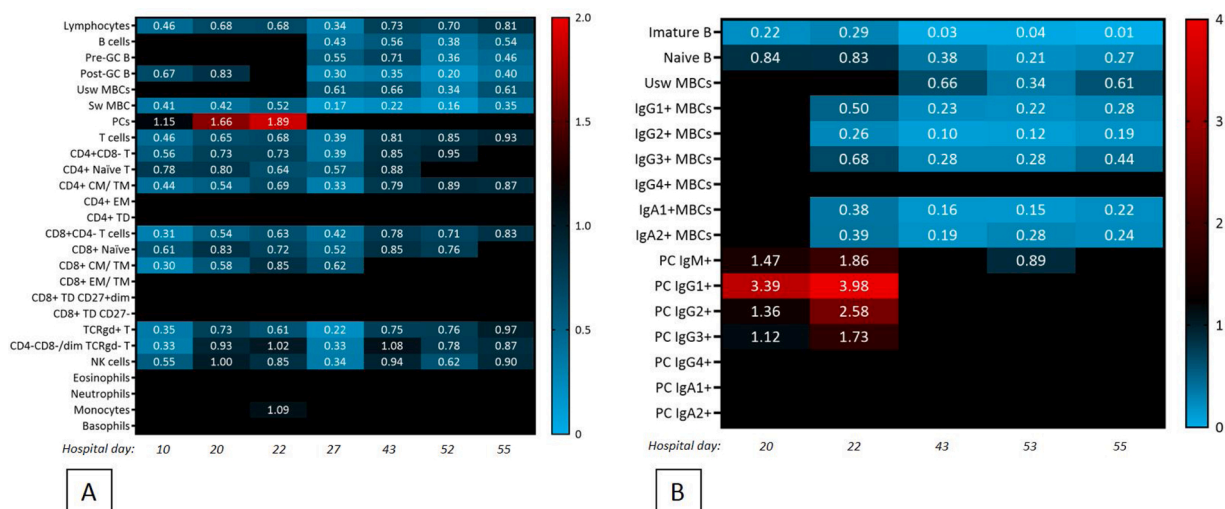 Lymphocytes 0.46 0.68 0.68 0.34 0.73 0.70 0.81
B cells 0.43 0.56 0.38 0.54
Pre-GC B 0.55 0.71 0.36 0.46
Post-GC B 0.67 0.83 0.30 0.35 0.20 0.40
Usw MBCs 0.61 0.66 0.34 0.61
Sw MBC 0.41 0.42 0.52 0.17 0.22 0.16 0.35
PCs 1.15 1.66 1.89
T cells 0.46 0.65 0.68 0.39 0.81 0.85 0.93
CD4+CD8- T 0.56 0.73 0.73 0.39 0.85 0.95
CD4+ Naïve T 0.78 0.80 0.64 0.57 0.88
CD4+ CM/ TM 0.44 0.54 0.69 0.33 0.79 0.89 0.87
CD4+ EM
CD4+ TD
CD8+CD4- T cells 0.31 0.54 0.63 0.42 0.78 0.71 0.83
CD8+ Naïve 0.61 0.83 0.72 0.52 0.85 0.76
CD8+ CM/ TM 0.30 0.58 0.85 0.62
CD8+ EM/ TM
CD8+ TD CD27+dim
CD8+ TD CD27-
TCRgd+ T 0.35 0.73 0.61 0.22 0.75 0.76 0.97
CD4-CD8-/dim TCRgd- T 0.33 0.93 1.02 0.33 1.08 0.78 0.87
NK cells 0.55 1.00 0.85 0.34 0.94 0.62 0.90
Eosinophils
Neutrophils
Monocytes 1.09
Basophils
Hospital day: 10 20 22 27 43 52 55
2.0
1.5
1.0
0.5
0
A
Imature B 0.22 0.29 0.03 0.04 0.01
Naive B 0.84 0.83 0.38 0.21 0.27
Usw MBCs 0.66 0.34 0.61
IgG1+ MBCs 0.50 0.23 0.22 0.28
IgG2+ MBCs 0.26 0.10 0.12 0.19
IgG3+ MBCs 0.68 0.28 0.28 0.44
IgG4+ MBCs
IgA1+MBCs 0.38 0.16 0.15 0.22
IgA2+ MBCs 0.39 0.19 0.28 0.24
PC IgM+ 1.47 1.86 0.89
PC IgG1+ 3.39 3.98
PC IgG2+ 1.36 2.58
PC IgG3+ 1.12 1.73
PC IgG4+
PC IgA1+
PC IgA2+
Hospital day: 20 22 43 53 55
4
3
2
1
0
B